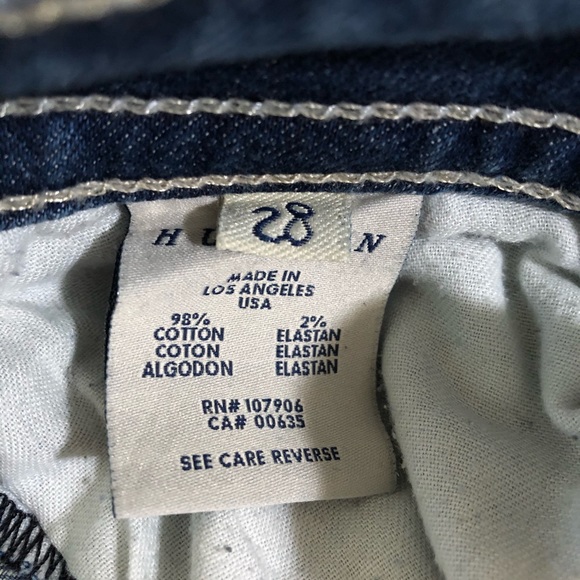 28
MADE IN
LOS ANGELES
USA
98% 2%
COTTON ELASTAN
COTON ELASTAN
ALGODON ELASTAN
RN# 107906
CA# 00635
SEE CARE REVERSE